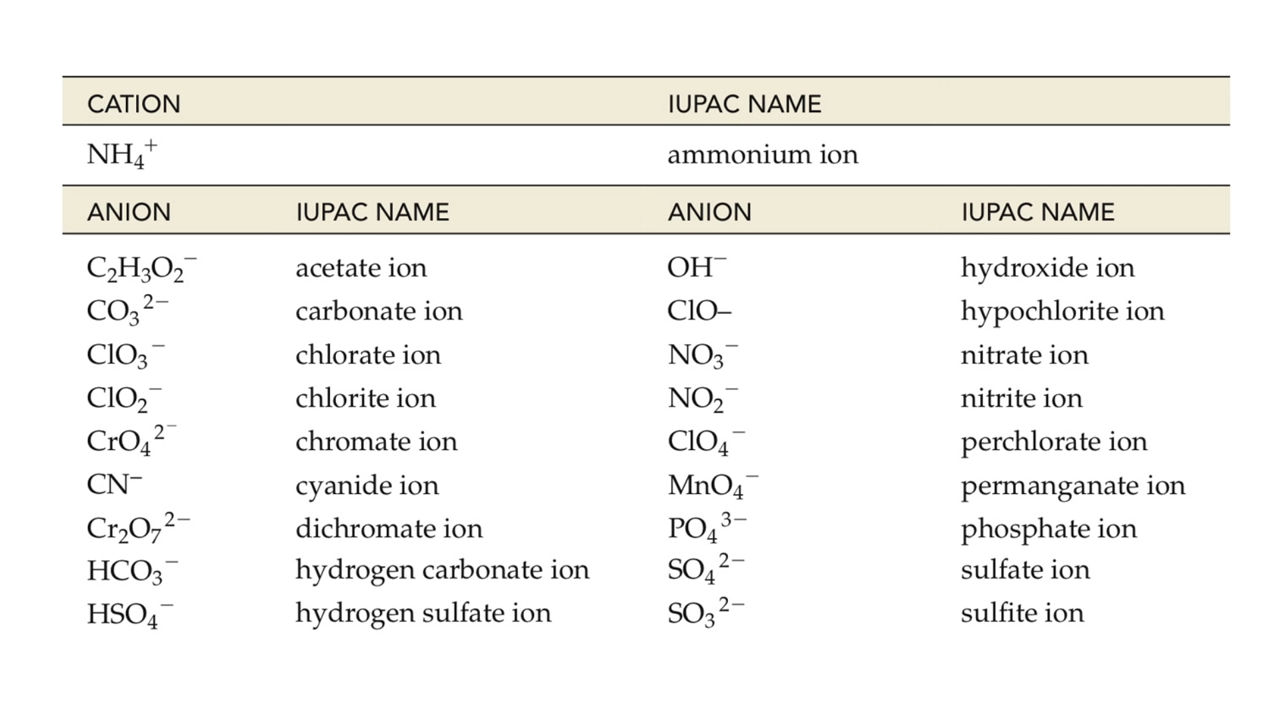 CATION IUPAC NAME
NH₄⁺ ammonium ion
ANION IUPAC NAME ANION IUPAC NAME
C₂H₃O₂⁻ acetate ion OH⁻ hydroxide ion
CO₃²⁻ carbonate ion ClO– hypochlorite ion
ClO₃⁻ chlorate ion NO₃⁻ nitrate ion
ClO₂⁻ chlorite ion NO₂⁻ nitrite ion
CrO₄²⁻ chromate ion ClO₄⁻ perchlorate ion
CN⁻ cyanide ion MnO₄⁻ permanganate ion
Cr₂O₇²⁻ dichromate ion PO₄³⁻ phosphate ion
HCO₃⁻ hydrogen carbonate ion SO₄²⁻ sulfate ion
HSO₄⁻ hydrogen sulfate ion SO₃²⁻ sulfite ion